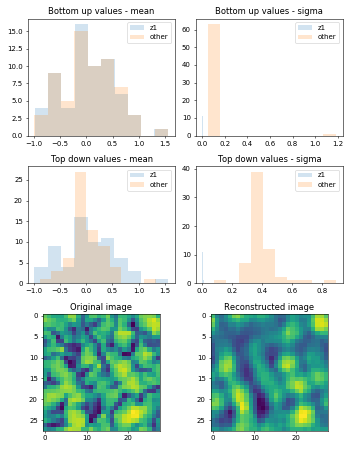 Bottom up values - mean
Bottom up values - sigma
z1
other
z1
other
15.0
12.5
10.0
7.5
5.0
2.5
0.0
-1.0 -0.5 0.0 0.5 1.0 1.5
60
50
40
30
20
10
0
0.0 0.2 0.4 0.6 0.8 1.0 1.2
Top down values - mean
Top down values - sigma
z1
other
z1
other
25
20
15
10
5
0
-1.0 -0.5 0.0 0.5 1.0 1.5
40
30
20
10
0
0.0 0.2 0.4 0.6 0.8
Original image
Reconstructed image
0
5
10
15
20
25
0 10 20
0
5
10
15
20
25
0 10 20